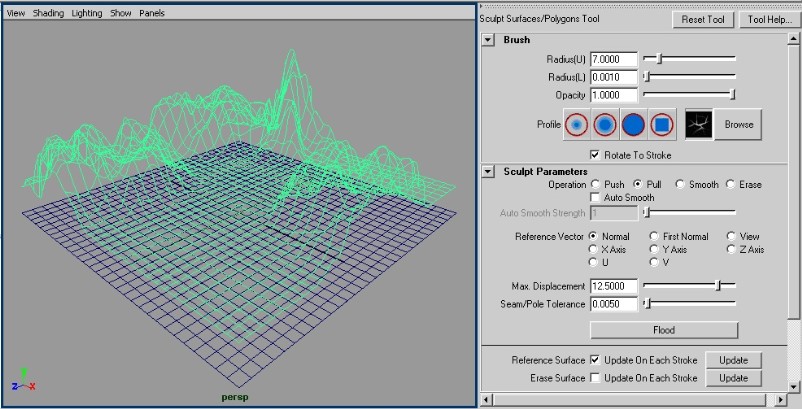 View Shading Lighting Show Panels
Z X
persp
Sculpt Surfaces/Polygons Tool Reset Tool Tool Help...
Brush
Radius(U) 7.0000
Radius(L) 0.0010
Opacity 1.0000
Profile Browse
Rotate To Stroke
Sculpt Parameters
Operation Push Pull Smooth Erase
Auto Smooth
Auto Smooth Strength 1
Reference Vector Normal First Normal View
X Axis Y Axis Z Axis
U V
Max. Displacement 12.5000
Seam/Pole Tolerance 0.0050
Flood
Reference Surface Update On Each Stroke Update
Erase Surface Update On Each Stroke Update